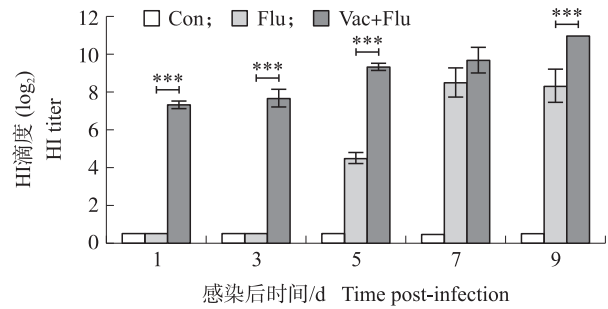 Con； Flu； Vac+Flu
HI滴度 (log₂)
HI titer
12
10
8
6
4
2
0
***
***
***
***
1 3 5 7 9
感染后时间/d Time post-infection